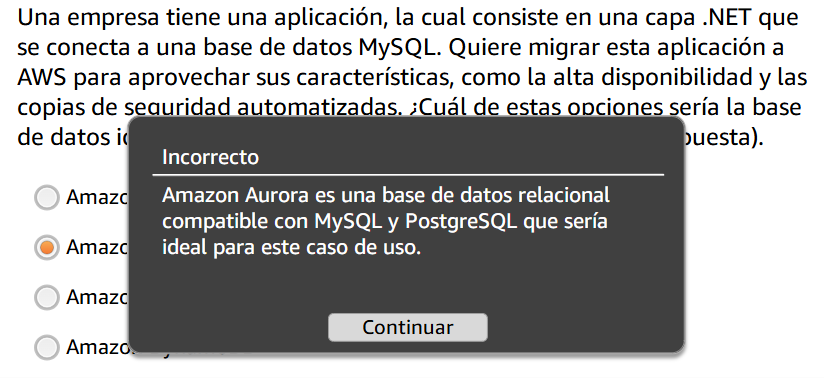 Una empresa tiene una aplicación, la cual consiste en una capa .NET que
se conecta a una base de datos MySQL. Quiere migrar esta aplicación a
AWS para aprovechar sus características, como la alta disponibilidad y las
copias de seguridad automatizadas. ¿Cuál de estas opciones sería la base
de datos
Incorrecto
Amazon Aurora es una base de datos relacional
compatible con MySQL y PostgreSQL que sería
ideal para este caso de uso.
Continuar